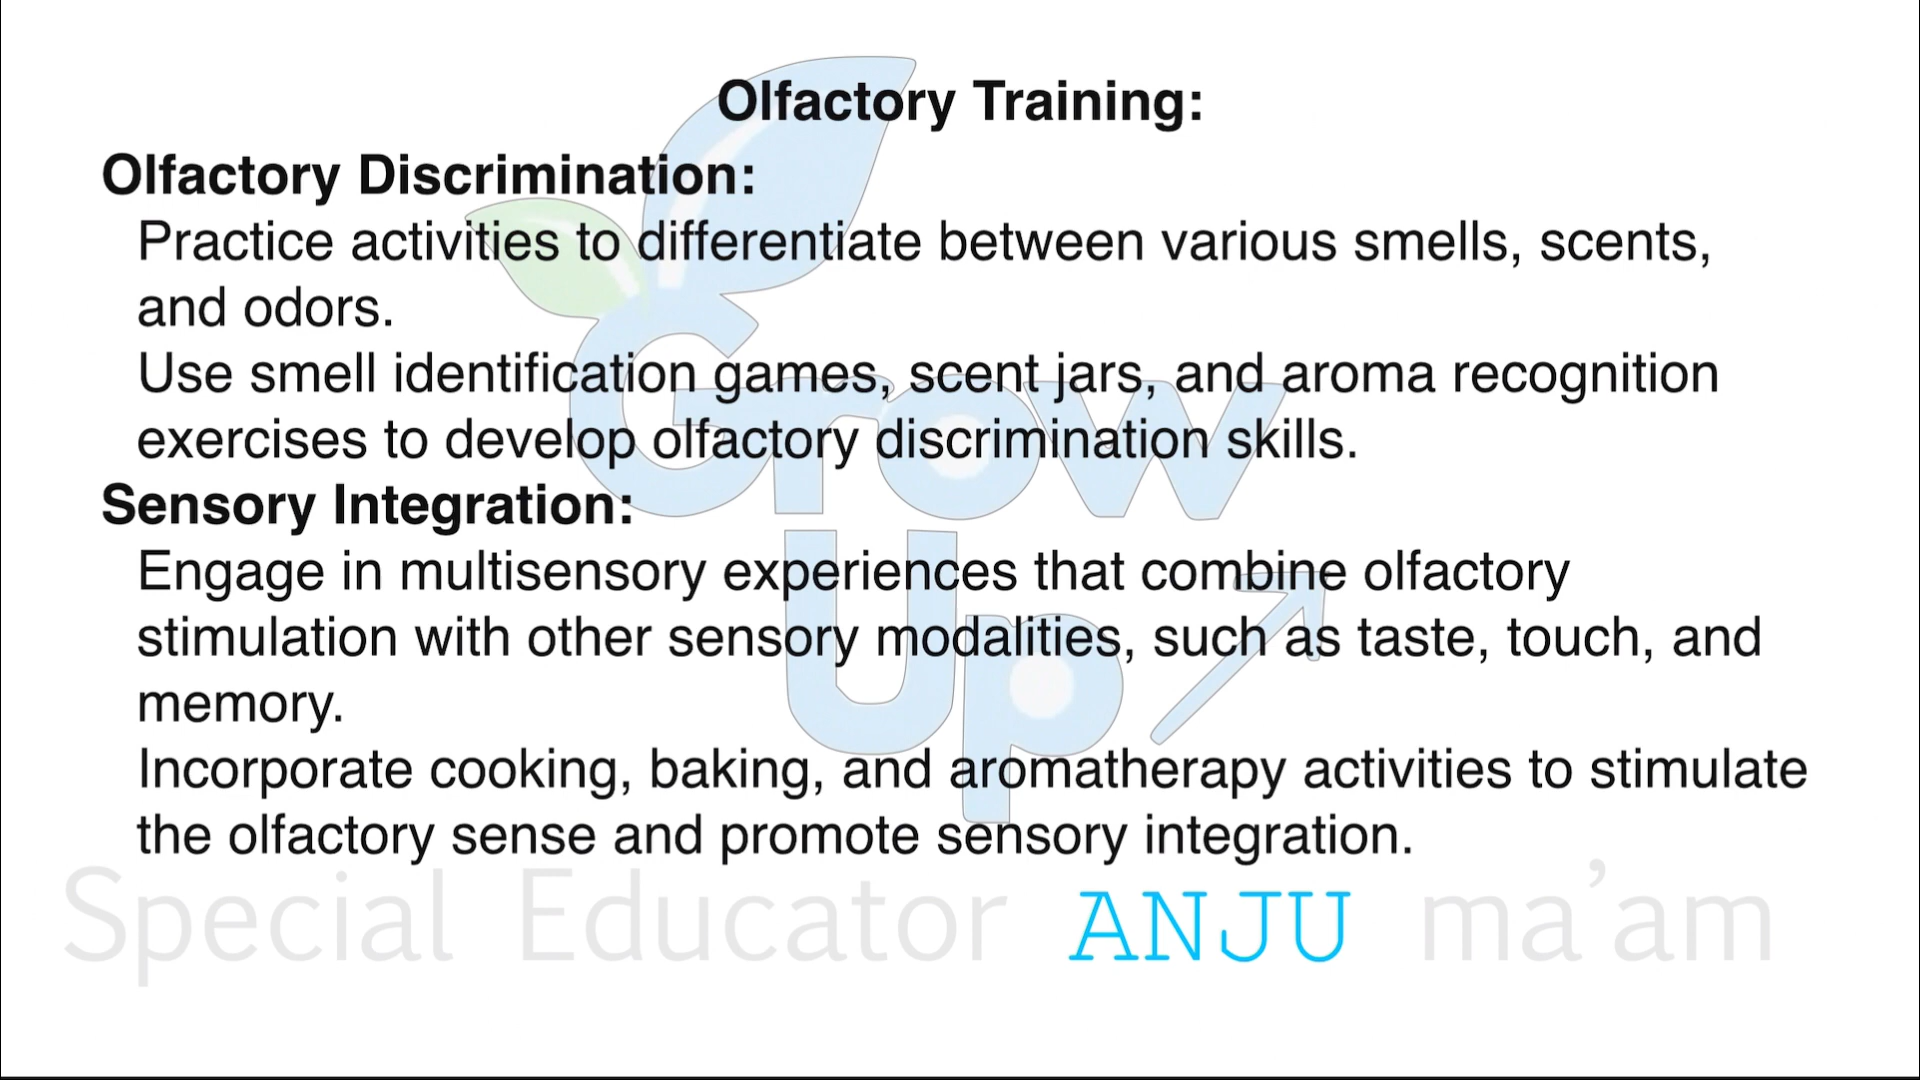 Olfactory Training:
Olfactory Discrimination:
Practice activities to differentiate between various smells, scents,
and odors.
Use smell identification games, scent jars, and aroma recognition
exercises to develop olfactory discrimination skills.
Sensory Integration:
Engage in multisensory experiences that combine olfactory
stimulation with other sensory modalities, such as taste, touch, and
memory.
Incorporate cooking, baking, and aromatherapy activities to stimulate
the olfactory sense and promote sensory integration.
Grow
Up
Special Educator ANJU ma'am